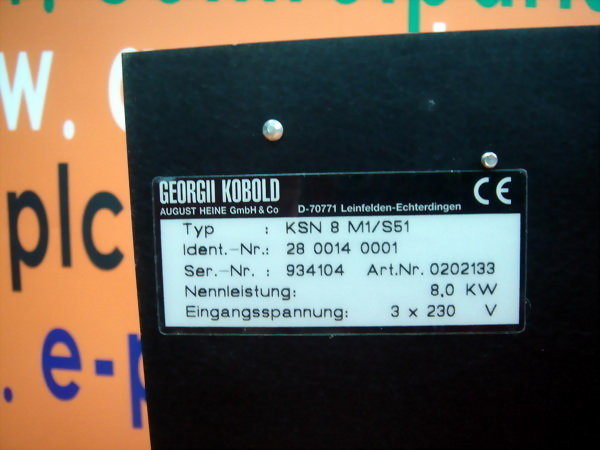 w.
plc
. e-p
GEORGII KOBOLD
AUGUST HEINE GmbH & Co D-70771 Leinfelden-Echterdingen CE
Typ : KSN 8 M1/S51
Ident.-Nr.: 28 0014 0001
Ser.-Nr. : 934104 Art.Nr. 0202133
Nennleistung: 8,0 KW
Eingangsspannung: 3 x 230 V